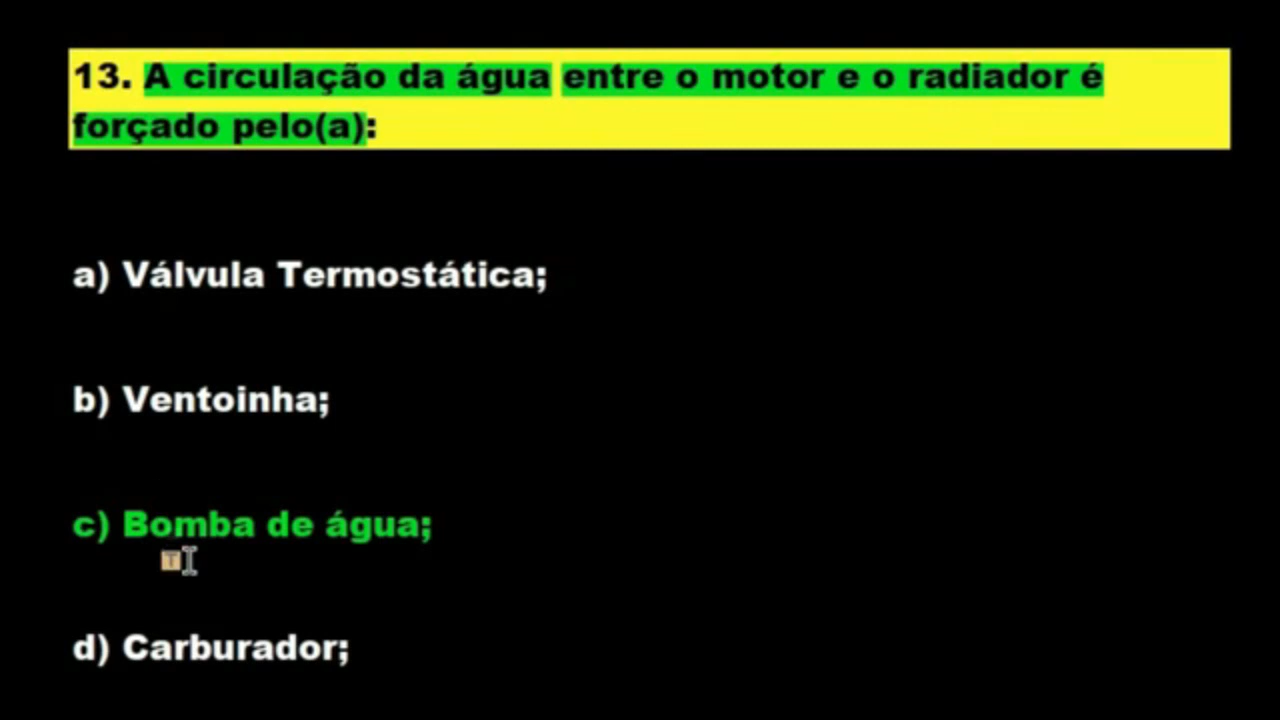 13. A circulação da água entre o motor e o radiador é
forçado pelo(a):
a) Válvula Termostática;
b) Ventoinha;
c) Bomba de água;
T
d) Carburador;